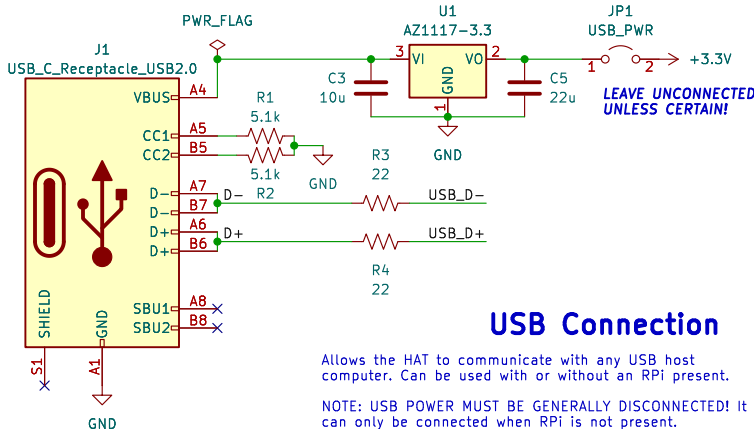 PWR_FLAG
U1
AZ1117-3.3
JP1
USB_PWR
J1
USB_C_Receptacle_USB2.0
3
VI
VO
2
GND
1
1
2
+3.3V
C3
10u
C5
22u
LEAVE UNCONNECTED
UNLESS CERTAIN!
GND
VBUS
A4
R1
5.1k
CC1
A5
CC2
B5
5.1k
R2
GND
D-
A7
D-
B7
D-
R3
22
USB_D-
D+
A6
D+
B6
D+
USB_D+
R4
22
SBU1
A8
SBU2
B8
SHIELD
GND
S1
A1
GND
USB Connection
Allows the HAT to communicate with any USB host
computer. Can be used with or without an RPi present.
NOTE: USB POWER MUST BE GENERALLY DISCONNECTED! It
can only be connected when RPi is not present.